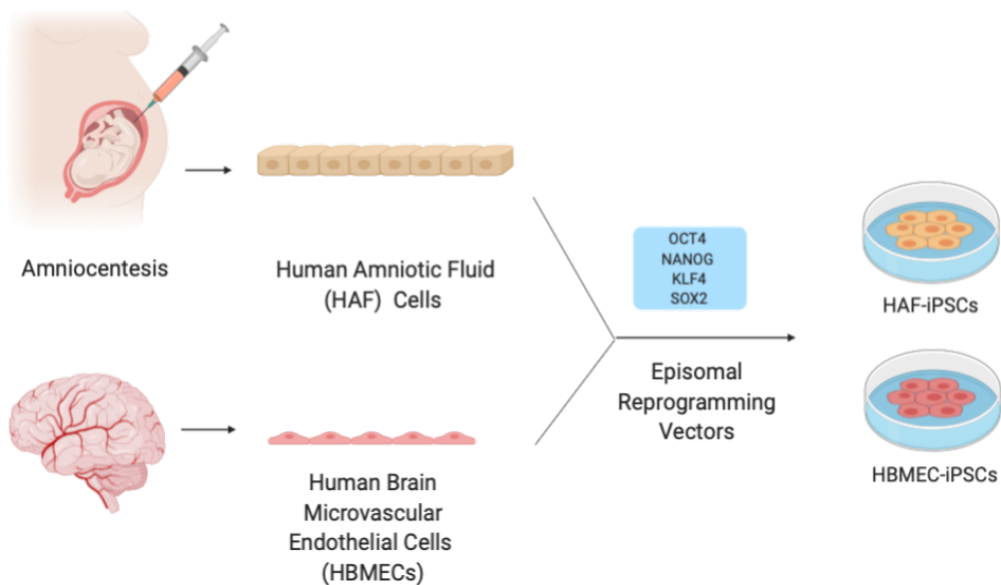 Amniocentesis
Human Amniotic Fluid
(HAF) Cells
OCT4
NANOG
KLF4
SOX2
Episomal
Reprogramming
Vectors
HAF-iPSCs
Human Brain
Microvascular
Endothelial Cells
(HBMECs)
HBMEC-iPSCs